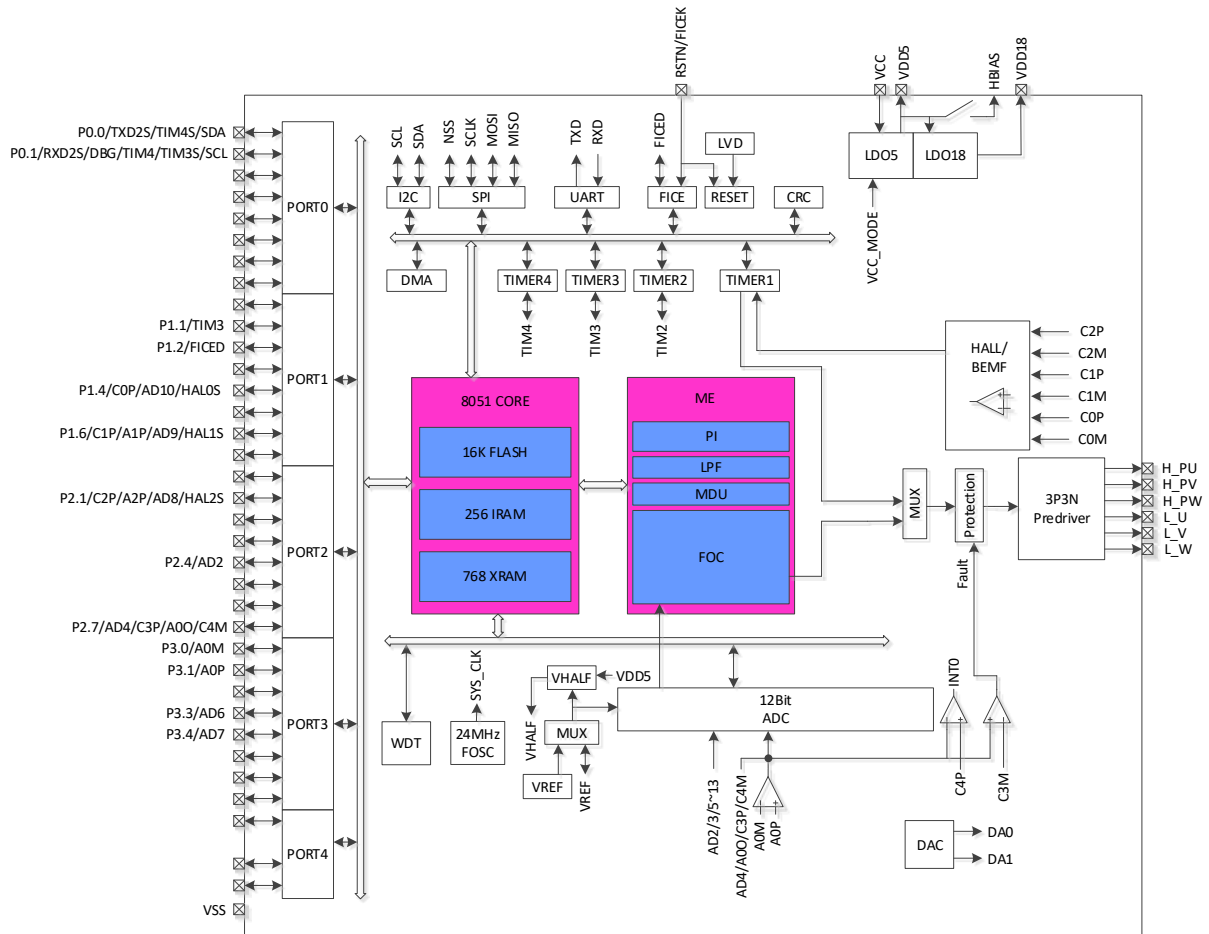 RSTN/FICEK
VCC
VDD5
HBIAS
VDD18
P0.0/TXD2S/TIM4S/SDA
P0.1/RXD2S/DBG/TIM4/TIM3S/SCL
SCL
SDA
NSS
SCLK
MOSI
MISO
TXD
RXD
FICED
LVD
LDO5
LDO18
I2C
SPI
UART
FICE
RESET
CRC
PORT0
VCC_MODE
DMA
TIMER4
TIMER3
TIMER2
TIMER1
TIM4
TIM3
TIM2
P1.1/TIM3
P1.2/FICED
P1.4/C0P/AD10/HAL0S
P1.6/C1P/A1P/AD9/HAL1S
PORT1
HALL/
BEMF
C2P
C2M
C1P
C1M
C0P
C0M
8051 CORE
16K FLASH
256 IRAM
768 XRAM
ME
PI
LPF
MDU
FOC
MUX
Protection
Fault
3P3N
Predriver
H_PU
H_PV
H_PW
L_U
L_V
L_W
P2.1/C2P/A2P/AD8/HAL2S
P2.4/AD2
P2.7/AD4/C3P/A0O/C4M
PORT2
P3.0/A0M
P3.1/A0P
P3.3/AD6
P3.4/AD7
PORT3
PORT4
VSS
WDT
SYS_CLK
24MHz
FOSC
VHALF
VDD5
VHALF
MUX
VREF
VREF
12Bit
ADC
INT0
C4P
C3M
AD2/3/5~13
AD4/A0O/C3P/C4M
A0M
A0P
DAC
DA0
DA1